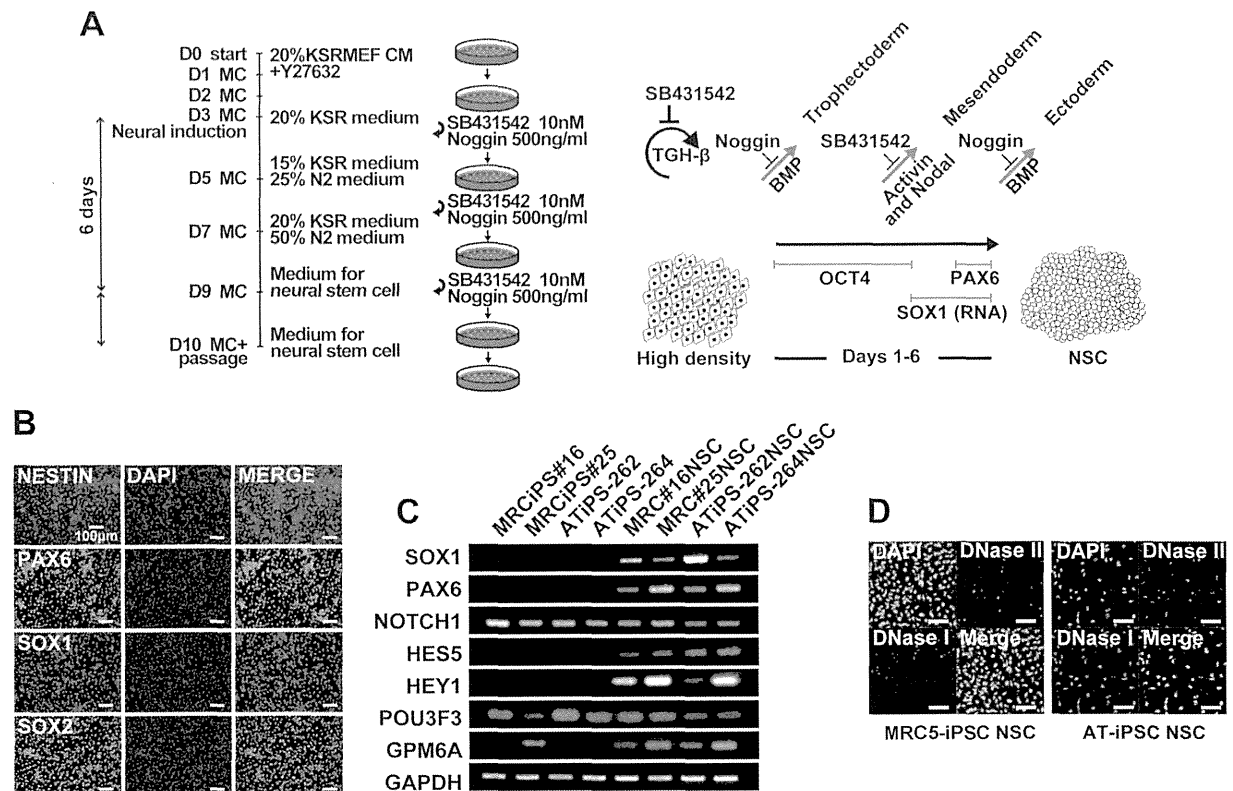 A
D0 start
20%KSRMEF CM
+Y27632
D1 MC
D2 MC
D3 MC
20% KSR medium
Neural induction
SB431542 10nM
Noggin 500ng/ml
15% KSR medium
D5 MC
25% N2 medium
SB431542 10nM
Noggin 500ng/ml
20% KSR medium
D7 MC
50% N2 medium
6 days
Medium for
neural stem cell
D9 MC
SB431542 10nM
Noggin 500ng/ml
D10 MC+
passage
Medium for
neural stem cell
SB431542
TGH-β
Noggin
BMP
Trophectoderm
SB431542
Activin
and Nodal
Mesendoderm
Noggin
BMP
Ectoderm
OCT4
PAX6
SOX1 (RNA)
High density
Days 1-6
NSC
B
NESTIN
DAPI
MERGE
100μm
PAX6
SOX1
SOX2
C
MRCiPS#16
MRCiPS#25
ATiPS-262
ATiPS-264
MRC#16NSC
MRC#25NSC
ATiPS-262NSC
ATiPS-264NSC
SOX1
PAX6
NOTCH1
HES5
HEY1
POU3F3
GPM6A
GAPDH
D
DAPI
DNase II
DNase I
Merge
MRC5-iPSC NSC
DAPI
DNase II
DNase I
Merge
AT-iPSC NSC